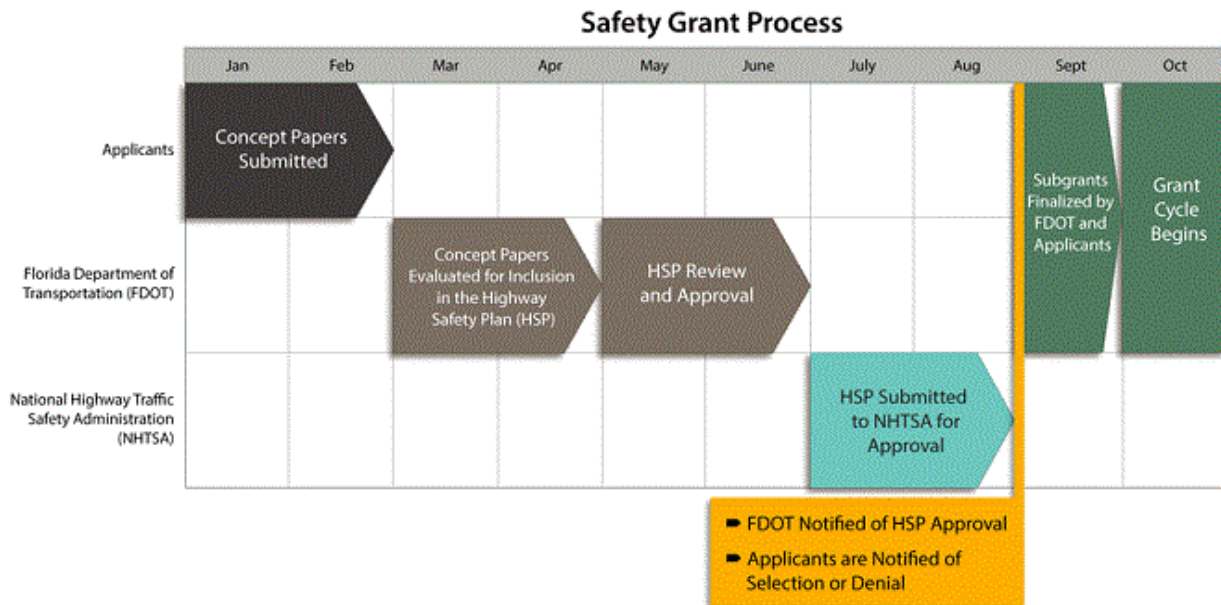 Safety Grant Process
Jan Feb Mar Apr May June July Aug Sept Oct
Applicants
Concept Papers
Submitted
Subgrants
Finalized by
FDOT and
Applicants
Grant
Cycle
Begins
Florida Department of
Transportation (FDOT)
Concept Papers
Evaluated for Inclusion
in the Highway
Safety Plan (HSP)
HSP Review
and Approval
National Highway Traffic
Safety Administration
(NHTSA)
HSP Submitted
to NHTSA for
Approval
FDOT Notified of HSP Approval
Applicants are Notified of
Selection or Denial